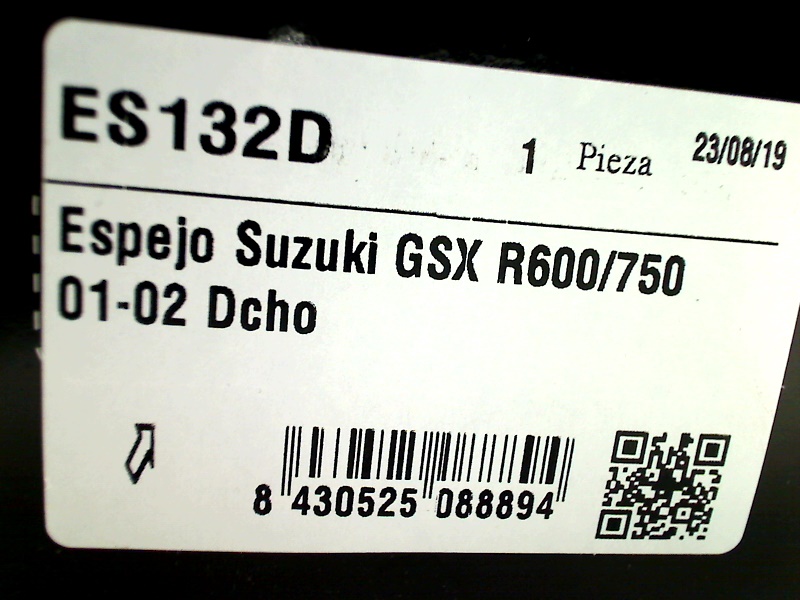 ES132D 1 Pieza 23/08/19
Espejo Suzuki GSX R600/750
01-02 Dcho
8 430525 088894